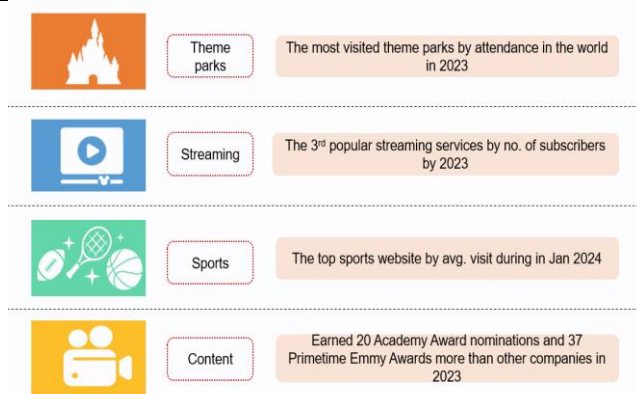 Theme
parks
The most visited theme parks by attendance in the world
in 2023
Streaming
The 3rd popular streaming services by no. of subscribers
by 2023
Sports
The top sports website by avg. visit during in Jan 2024
Content
Earned 20 Academy Award nominations and 37
Primetime Emmy Awards more than other companies in
2023